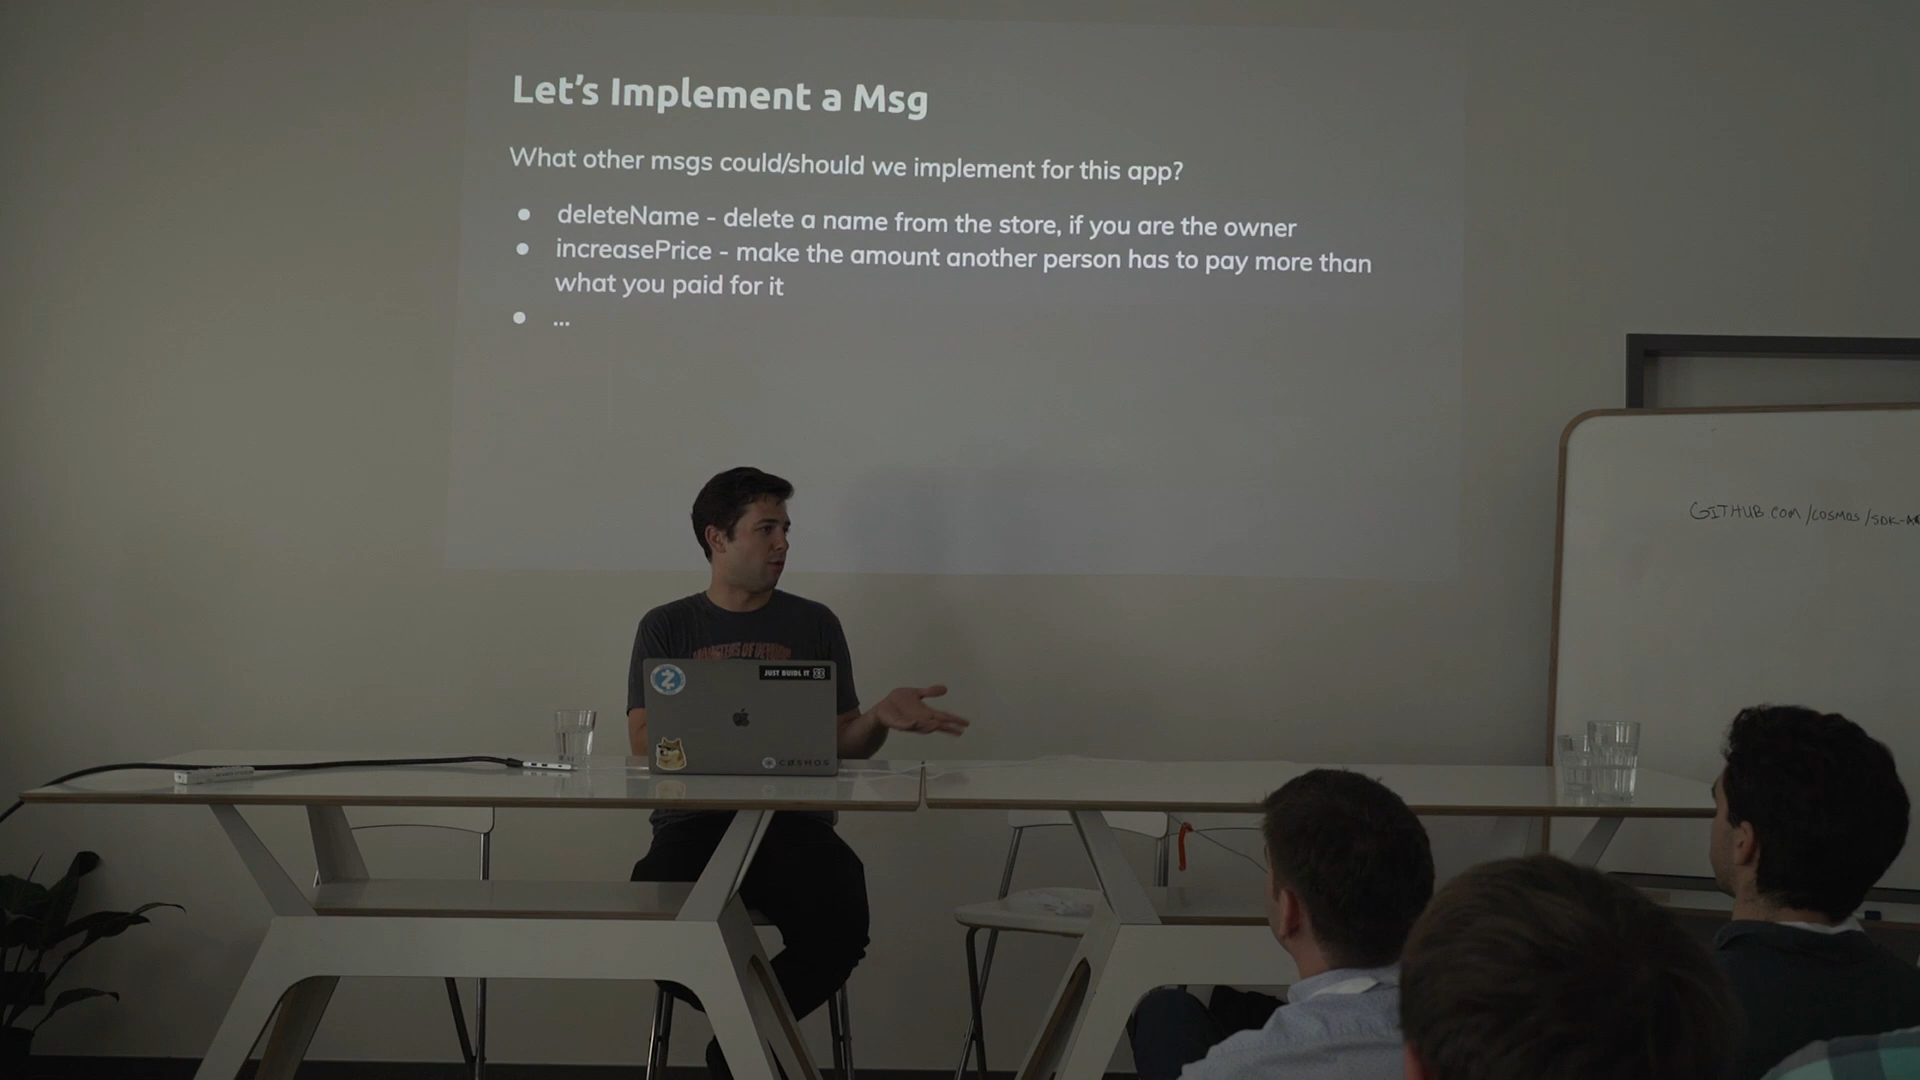 Let's Implement a Msg
What other msgs could/should we implement for this app?
● deleteName - delete a name from the store, if you are the owner
● increasePrice - make the amount another person has to pay more than
what you paid for it
● ...
GITHUB.COM/COSMOS/SDK-
JUST BUIDL IT
COSMOS